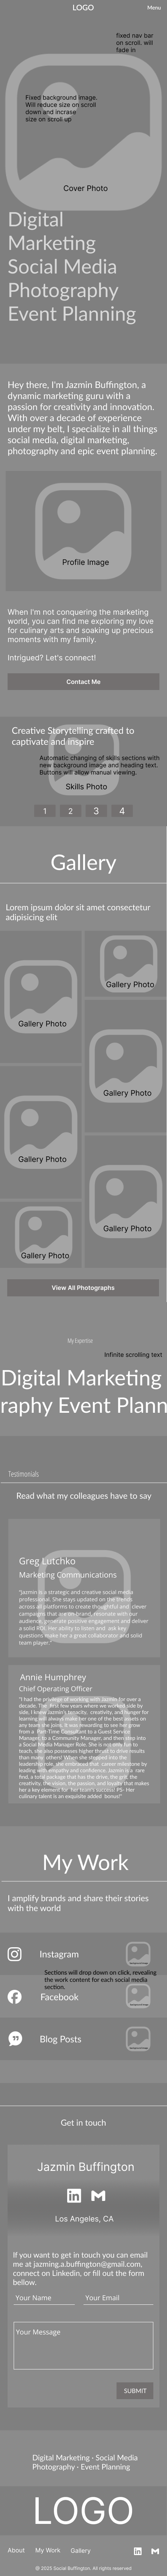 LOGO
Menu
fixed nav bar
on scroll. will
fade in
Fixed background image.
Will reduce size on scroll
down and incrase
size on scroll up
Cover Photo
Digital
Marketing
Social Media
Photography
Event Planning
Hey there, I'm Jazmin Buffington, a
dynamic marketing guru with a
passion for creativity and innovation.
With over a decade of experience
under my belt, I specialize in all things
social media, digital marketing,
photography and epic event planning.
Profile Image
When I'm not conquering the marketing
world, you can find me exploring my love
for culinary arts and soaking up precious
moments with my family.
Intrigued? Let's connect!
Contact Me
Creative Storytelling crafted to
captivate and inspire
Automatic changing of skills sections with
new background image and heading text.
Buttons will allow manual viewing.
Skills Photo
1 2 3 4
Gallery
Lorem ipsum dolor sit amet consectetur
adipisicing elit
Gallery Photo
Gallery Photo
Gallery Photo
Gallery Photo
Gallery Photo
Gallery Photo
View All Photographs
My Expertise
Infinite scrolling text
Digital Marketing
raphy Event Plann
Testimonials
Read what my colleagues have to say
Greg Lutchko
Marketing Communications
"Jazmin is a strategic and creative social media
professional. She stays updated on the trends
across all platforms to create thoughtful and clever
campaigns that are on-brand, resonate with our
audience, generate positive engagement and deliver
a solid ROI. Her ability to listen and ask key
questions make her a great collaborator and solid
team player."
Annie Humphrey
Chief Operating Officer
"I had the privilege of working with Jazmin for over a
decade. The first few years where we worked side by
side, I knew Jazmin's tenacity, creativity, and hunger for
learning will always make her one of the best assets on
any team she joins. It was rewarding to see her grow
from a Part-Time Consultant to a Guest Service
Manager, to a Community Manager, and then step into
a Social Media Manager Role. She is not only fun to
teach, she also possesses higher thirst to drive results
than many others! When she stepped into the
leadership role, she embraced that career milestone by
leading with empathy and confidence. Jazmin is a rare
find, a total package that has the drive, the grit, the
creativity, the vision, the passion, and loyalty that makes
her a key element for her team's success! PS- Her
culinary talent is an exquisite added bonus!"
My Work
I amplify brands and share their stories
with the world
Instagram
Sections will drop down on click, revealing
the work content for each social media
section.
Facebook
Blog Posts
Get in touch
Jazmin Buffington
Los Angeles, CA
If you want to get in touch you can email
me at jazming.a.buffington@gmail.com,
connect on Linkedin, or fill out the form
bellow.
Your Name
Your Email
Your Message
SUBMIT
Digital Marketing · Social Media
Photography · Event Planning
LOGO
About My Work Gallery
© 2025 Social Buffington. All rights reserved